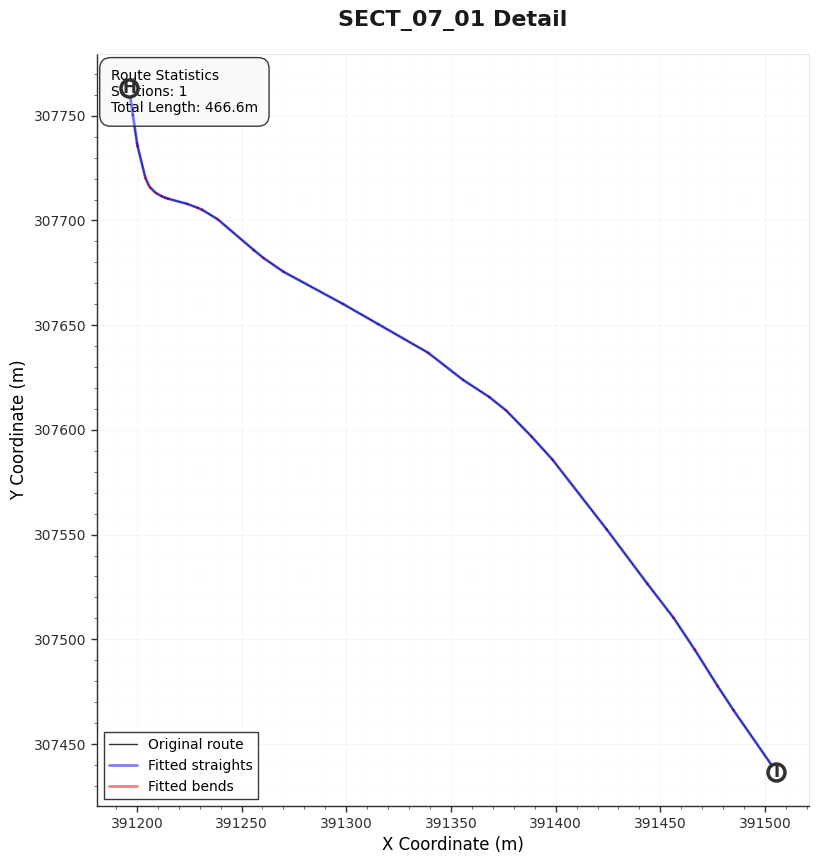 SECT_07_01 Detail
Route Statistics
H
Sections: 1
Total Length: 466.6m
307750
307700
307650
307600
307550
307500
307450
Y Coordinate (m)
I
Original route
Fitted straights
Fitted bends
391200 391250 391300 391350 391400 391450 391500
X Coordinate (m)